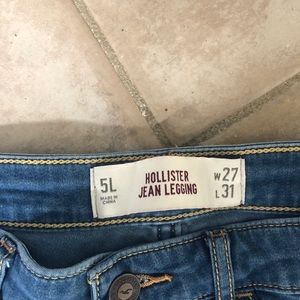 5L
MADE IN
CHINA
HOLLISTER
JEAN LEGGING
W 27
L 31